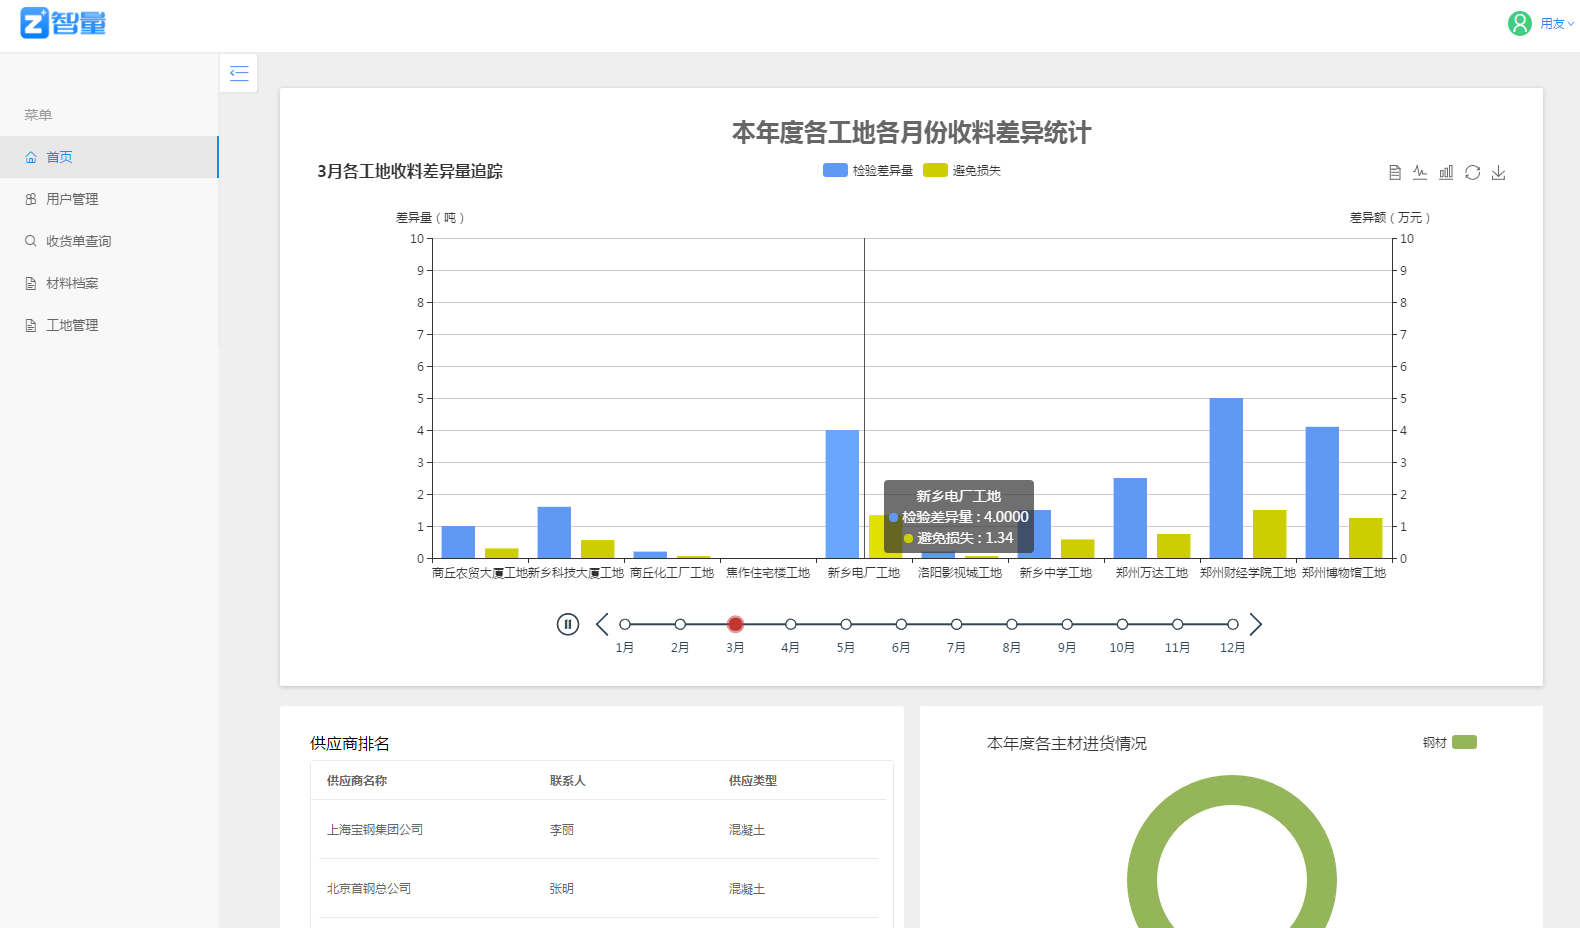 Z+智量
用友
菜单
首页
用户管理
收货单查询
材料档案
工地管理
本年度各工地各月份收料差异统计
3月各工地收料差异量追踪
检验差异量 避免损失
差异量（吨） 差异额（万元）
10 10
9 9
8 8
7 7
6 6
5 5
4 4
3 3
2 2
1 1
0 0
新乡电厂工地
检验差异量 : 4.0000
避免损失 : 1.34
商丘农贸大厦工地 新乡科技大厦工地 商丘化工厂工地 焦作住宅楼工地 新乡电厂工地 洛阳影视城工地 新乡中学工地 郑州万达工地 郑州财经学院工地 郑州博物馆工地
1月 2月 3月 4月 5月 6月 7月 8月 9月 10月 11月 12月
供应商排名
供应商名称 联系人 供应类型
上海宝钢集团公司 李丽 混凝土
北京首钢总公司 张明 混凝土
本年度各主材进货情况
钢材